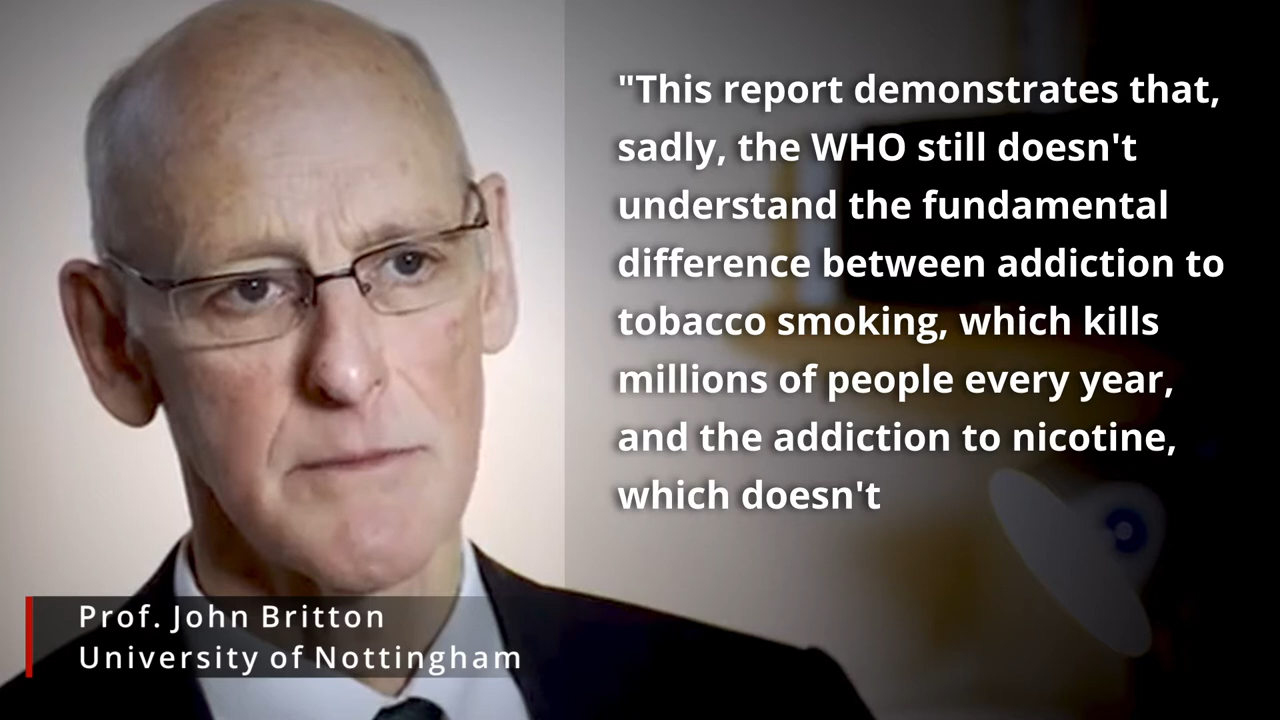 "This report demonstrates that,
sadly, the WHO still doesn't
understand the fundamental
difference between addiction to
tobacco smoking, which kills
millions of people every year,
and the addiction to nicotine,
which doesn't
Prof. John Britton
University of Nottingham